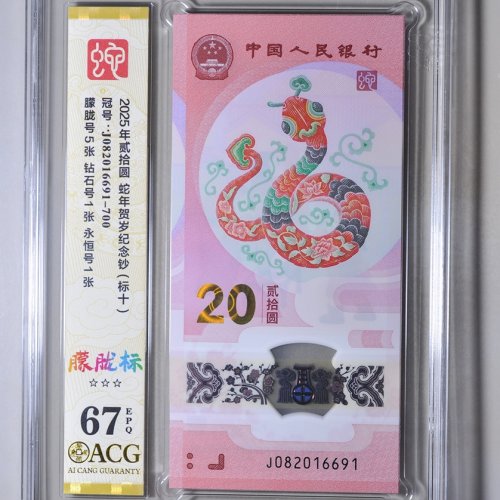 蛇
2025年贰拾圆 蛇年贺岁纪念钞(标十)
冠号:J082016691-700
朦胧号5张 钻石号1张 永恒号1张
朦胧标
☆☆☆
67 EPQ
ACG
AI CANG GUARANTY
中国人民银行
蛇
20
贰拾圆
J082016691